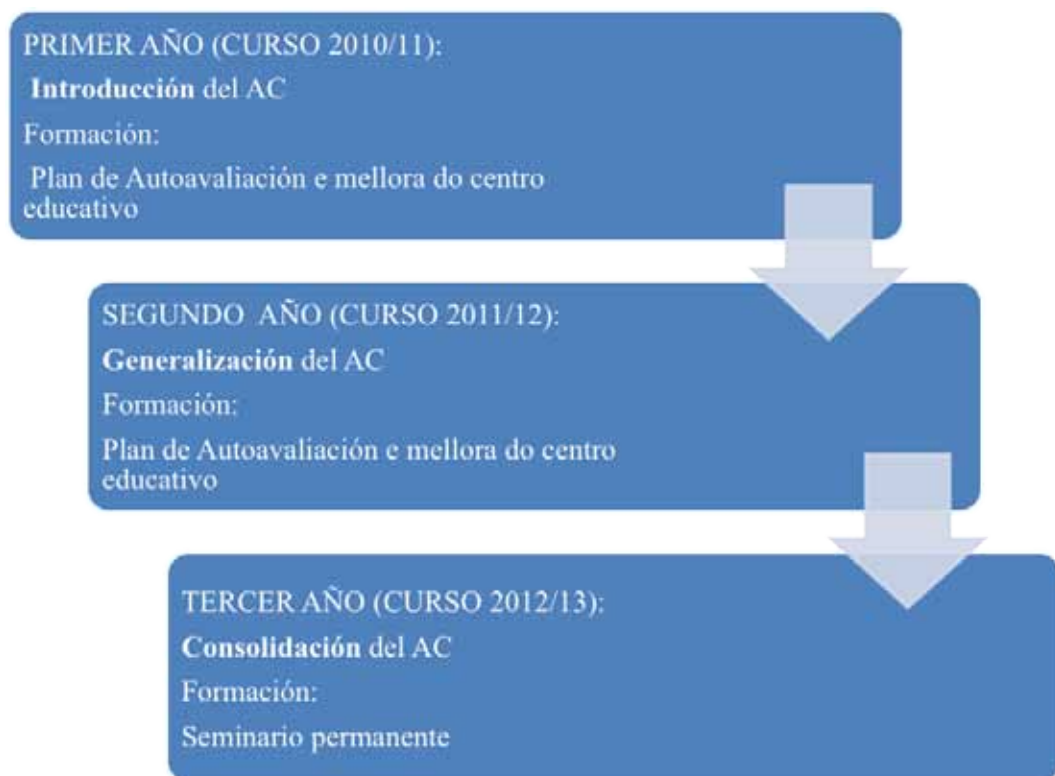 PRIMER AÑO (CURSO 2010/11):
Introducción del AC
Formación:
Plan de Autoavaliación e mellora do centro
educativo
SEGUNDO AÑO (CURSO 2011/12):
Generalización del AC
Formación:
Plan de Autoavaliación e mellora do centro
educativo
TERCER AÑO (CURSO 2012/13):
Consolidación del AC
Formación:
Seminario permanente